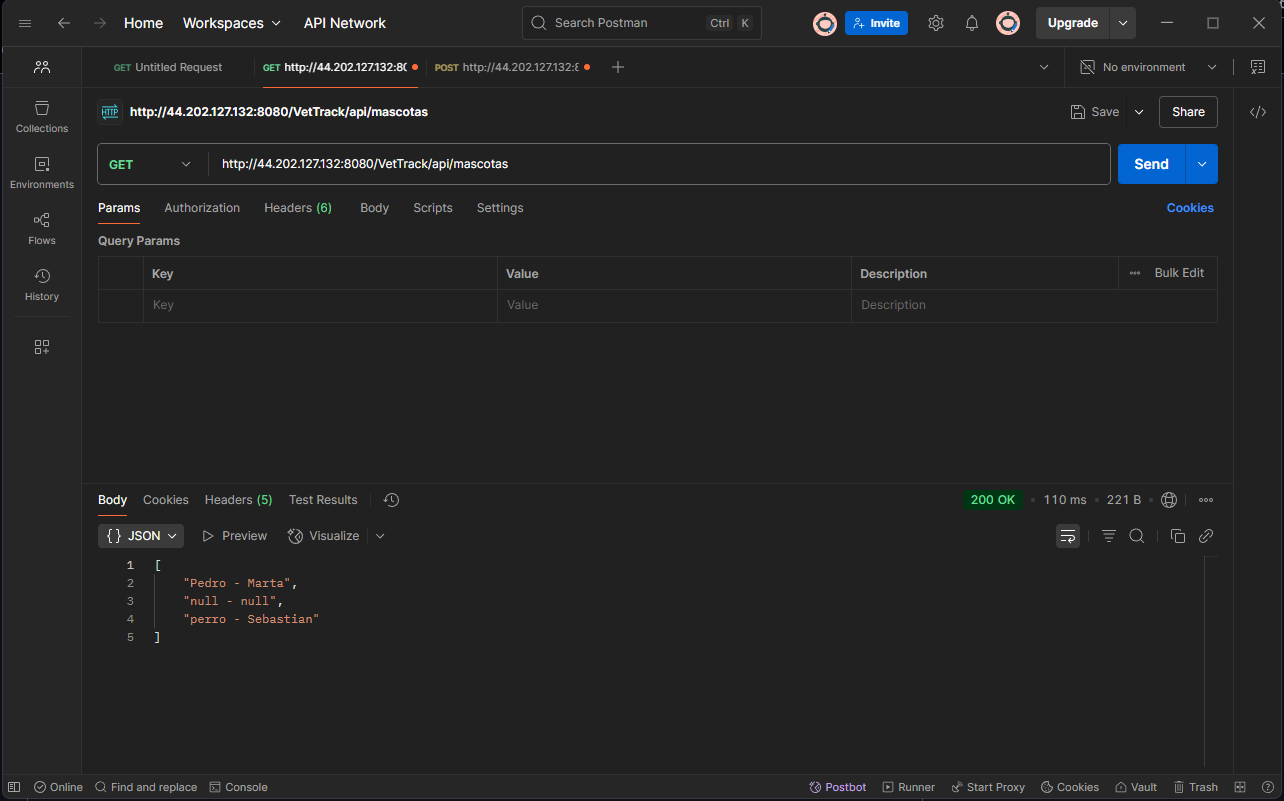 Home Workspaces API Network Search Postman Ctrl K Invite Upgrade
GET Untitled Request GET http://44.202.127.132:80 POST http://44.202.127.132:8 No environment
HTTP http://44.202.127.132:8080/VetTrack/api/mascotas Save Share
Collections
GET http://44.202.127.132:8080/VetTrack/api/mascotas Send
Environments
Params Authorization Headers (6) Body Scripts Settings Cookies
Flows
Query Params
Key Value Description Bulk Edit
History
Key Value Description
Body Cookies Headers (5) Test Results 200 OK 110 ms 221 B
{} JSON Preview Visualize
1 [
2 "Pedro - Marta",
3 "null - null",
4 "perro - Sebastian"
5 ]
Online Find and replace Console Postbot Runner Start Proxy Cookies Vault Trash